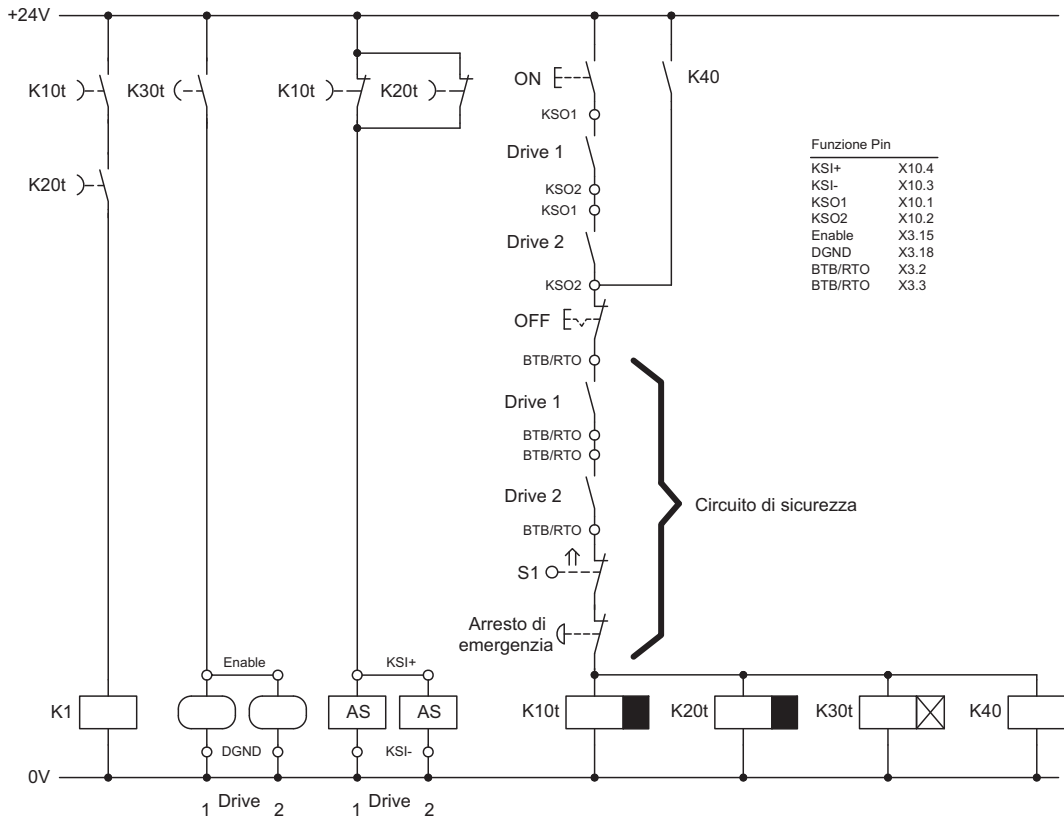 +24V
K10t
K30t
K10t
K20t
ON
K40
KSO1
Drive 1
KSO2
KSO1
Drive 2
KSO2
OFF
K20t
Funzione Pin
KSI+ X10.4
KSI- X10.3
KSO1 X10.1
KSO2 X10.2
Enable X3.15
DGND X3.18
BTB/RTO X3.2
BTB/RTO X3.3
BTB/RTO
Drive 1
BTB/RTO
BTB/RTO
Drive 2
BTB/RTO
Circuito di sicurezza
S1
Arresto di
emergenzia
Enable
KSI+
K1
AS
AS
K10t
K20t
K30t
K40
DGND
KSI-
0V
1 Drive 2
1 Drive 2